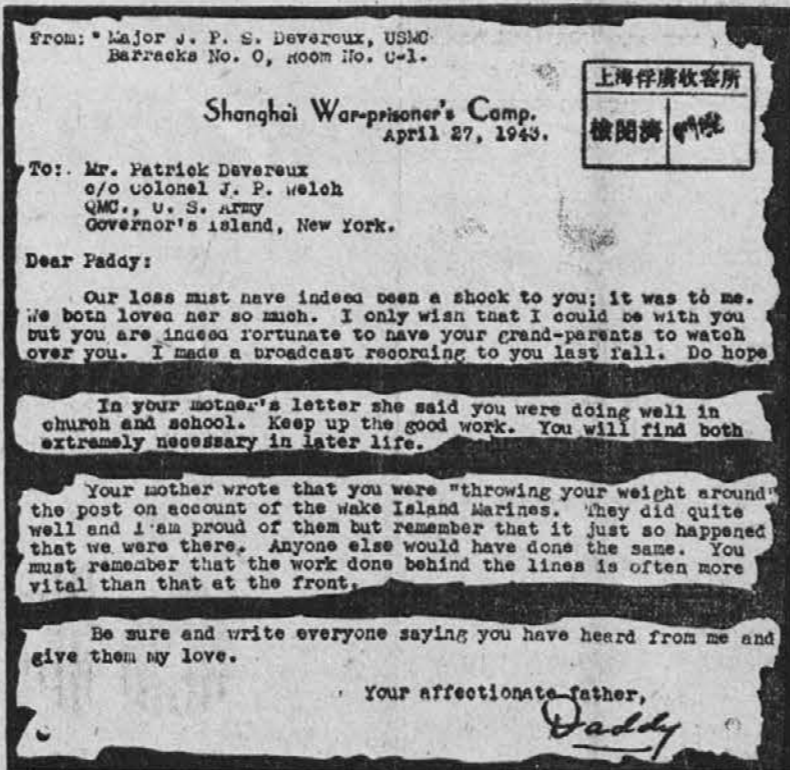 From: Major J. P. S. Devereux, USMC
Barracks No. 0, Room No. 0-1.
上海俘虜收容所
檢閲濟
Shanghai War-prisoner's Camp.
April 27, 1943.
To: Mr. Patrick Devereux
c/o Colonel J. P. Welch
QMC., U. S. Army
Governor's Island, New York.
Dear Paddy:
Our loss must have indeed been a shock to you; it was to me.
We both loved her so much. I only wish that I could be with you
but you are indeed fortunate to have your grand-parents to watch
over you. I made a broadcast recording to you last fall. Do hope
In your mother's letter she said you were doing well in
church and school. Keep up the good work. You will find both
extremely necessary in later life.
Your mother wrote that you were "throwing your weight around"
the post on account of the Wake Island Marines. They did quite
well and I am proud of them but remember that it just so happened
that we were there. Anyone else would have done the same. You
must remember that the work done behind the lines is often more
vital than that at the front.
Be sure and write everyone saying you have heard from me and
give them my love.
Your affectionate father,
Daddy